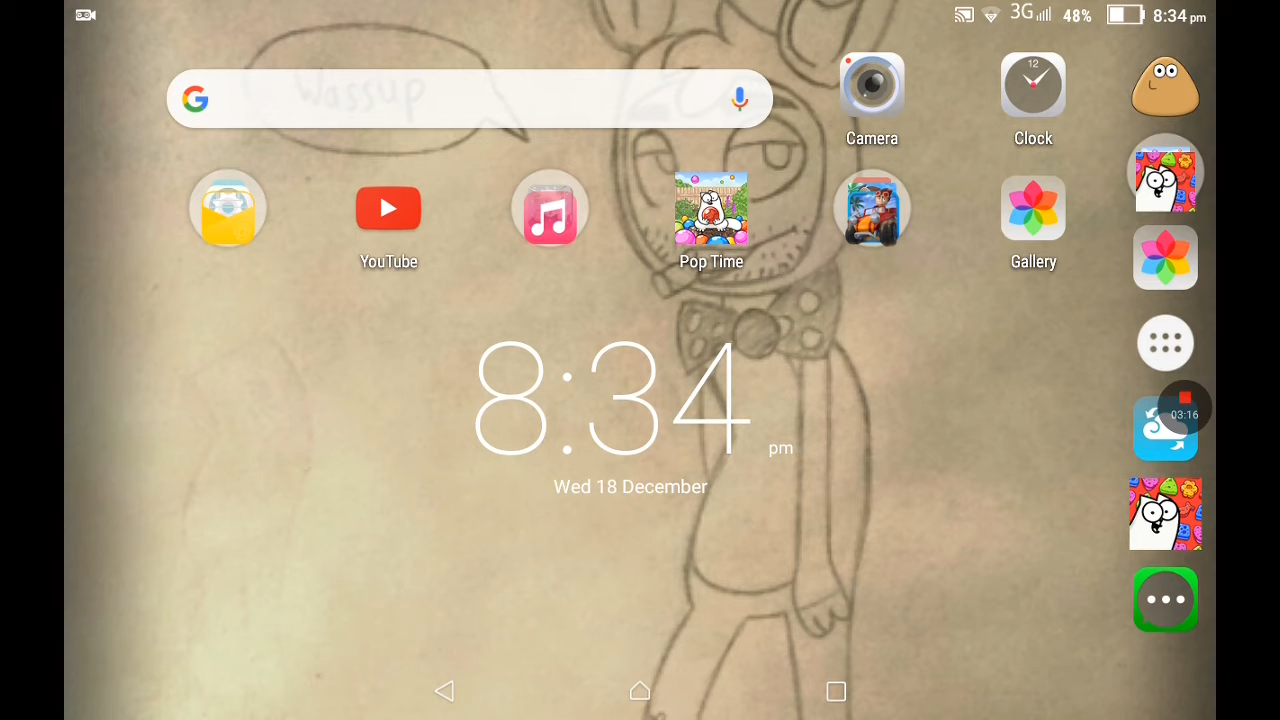 3G 48% 8:34 pm
Wassup
12
Camera
Clock
YouTube
Pop Time
Gallery
8:34 pm
03:16
Wed 18 December